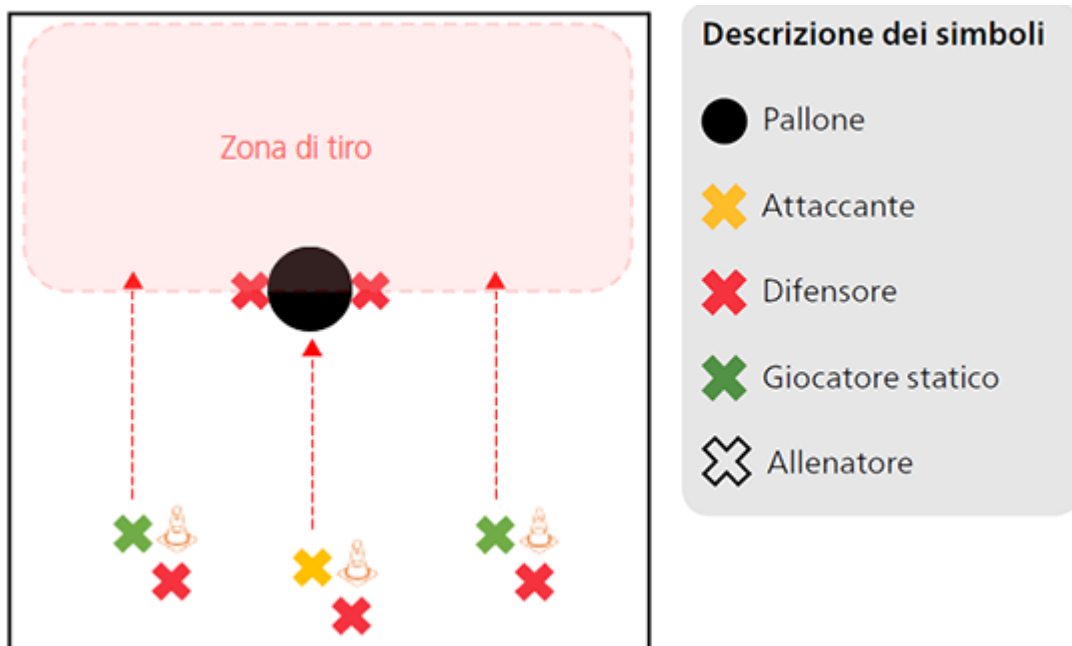 Zona di tiro
Descrizione dei simboli
Pallone
Attaccante
Difensore
Giocatore statico
Allenatore